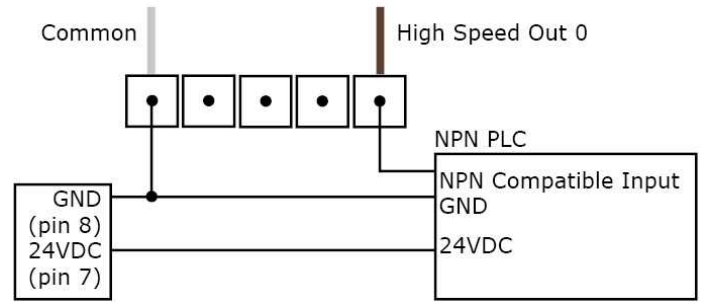 Common
High Speed Out 0
NPN PLC
NPN Compatible Input
GND
24VDC
GND
(pin 8)
24VDC
(pin 7)